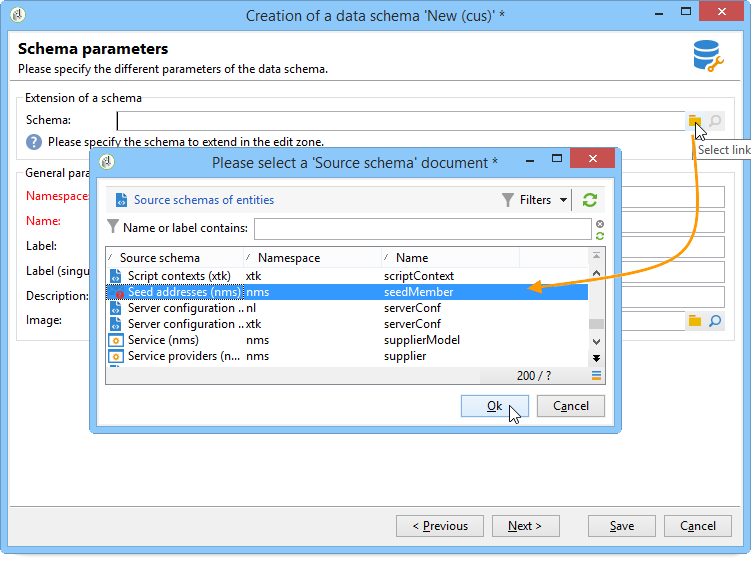 Creation of a data schema 'New (cus)' *
Schema parameters
Please specify the different parameters of the data schema.
Extension of a schema
Schema:
Please specify the schema to extend in the edit zone.
Select link
General para
Namespace:
Name:
Label:
Label (singu
Description:
Image:
Please select a 'Source schema' document *
Source schemas of entities Filters
Name or label contains:
Source schema Namespace Name
Script contexts (xtk) xtk scriptContext
Seed addresses (nms) nms seedMember
Server configuration .. nl serverConf
Server configuration .. xtk serverConf
Service (nms) nms supplierModel
Service providers (n... nms supplier
200 / ?
Ok Cancel
< Previous Next > Save Cancel